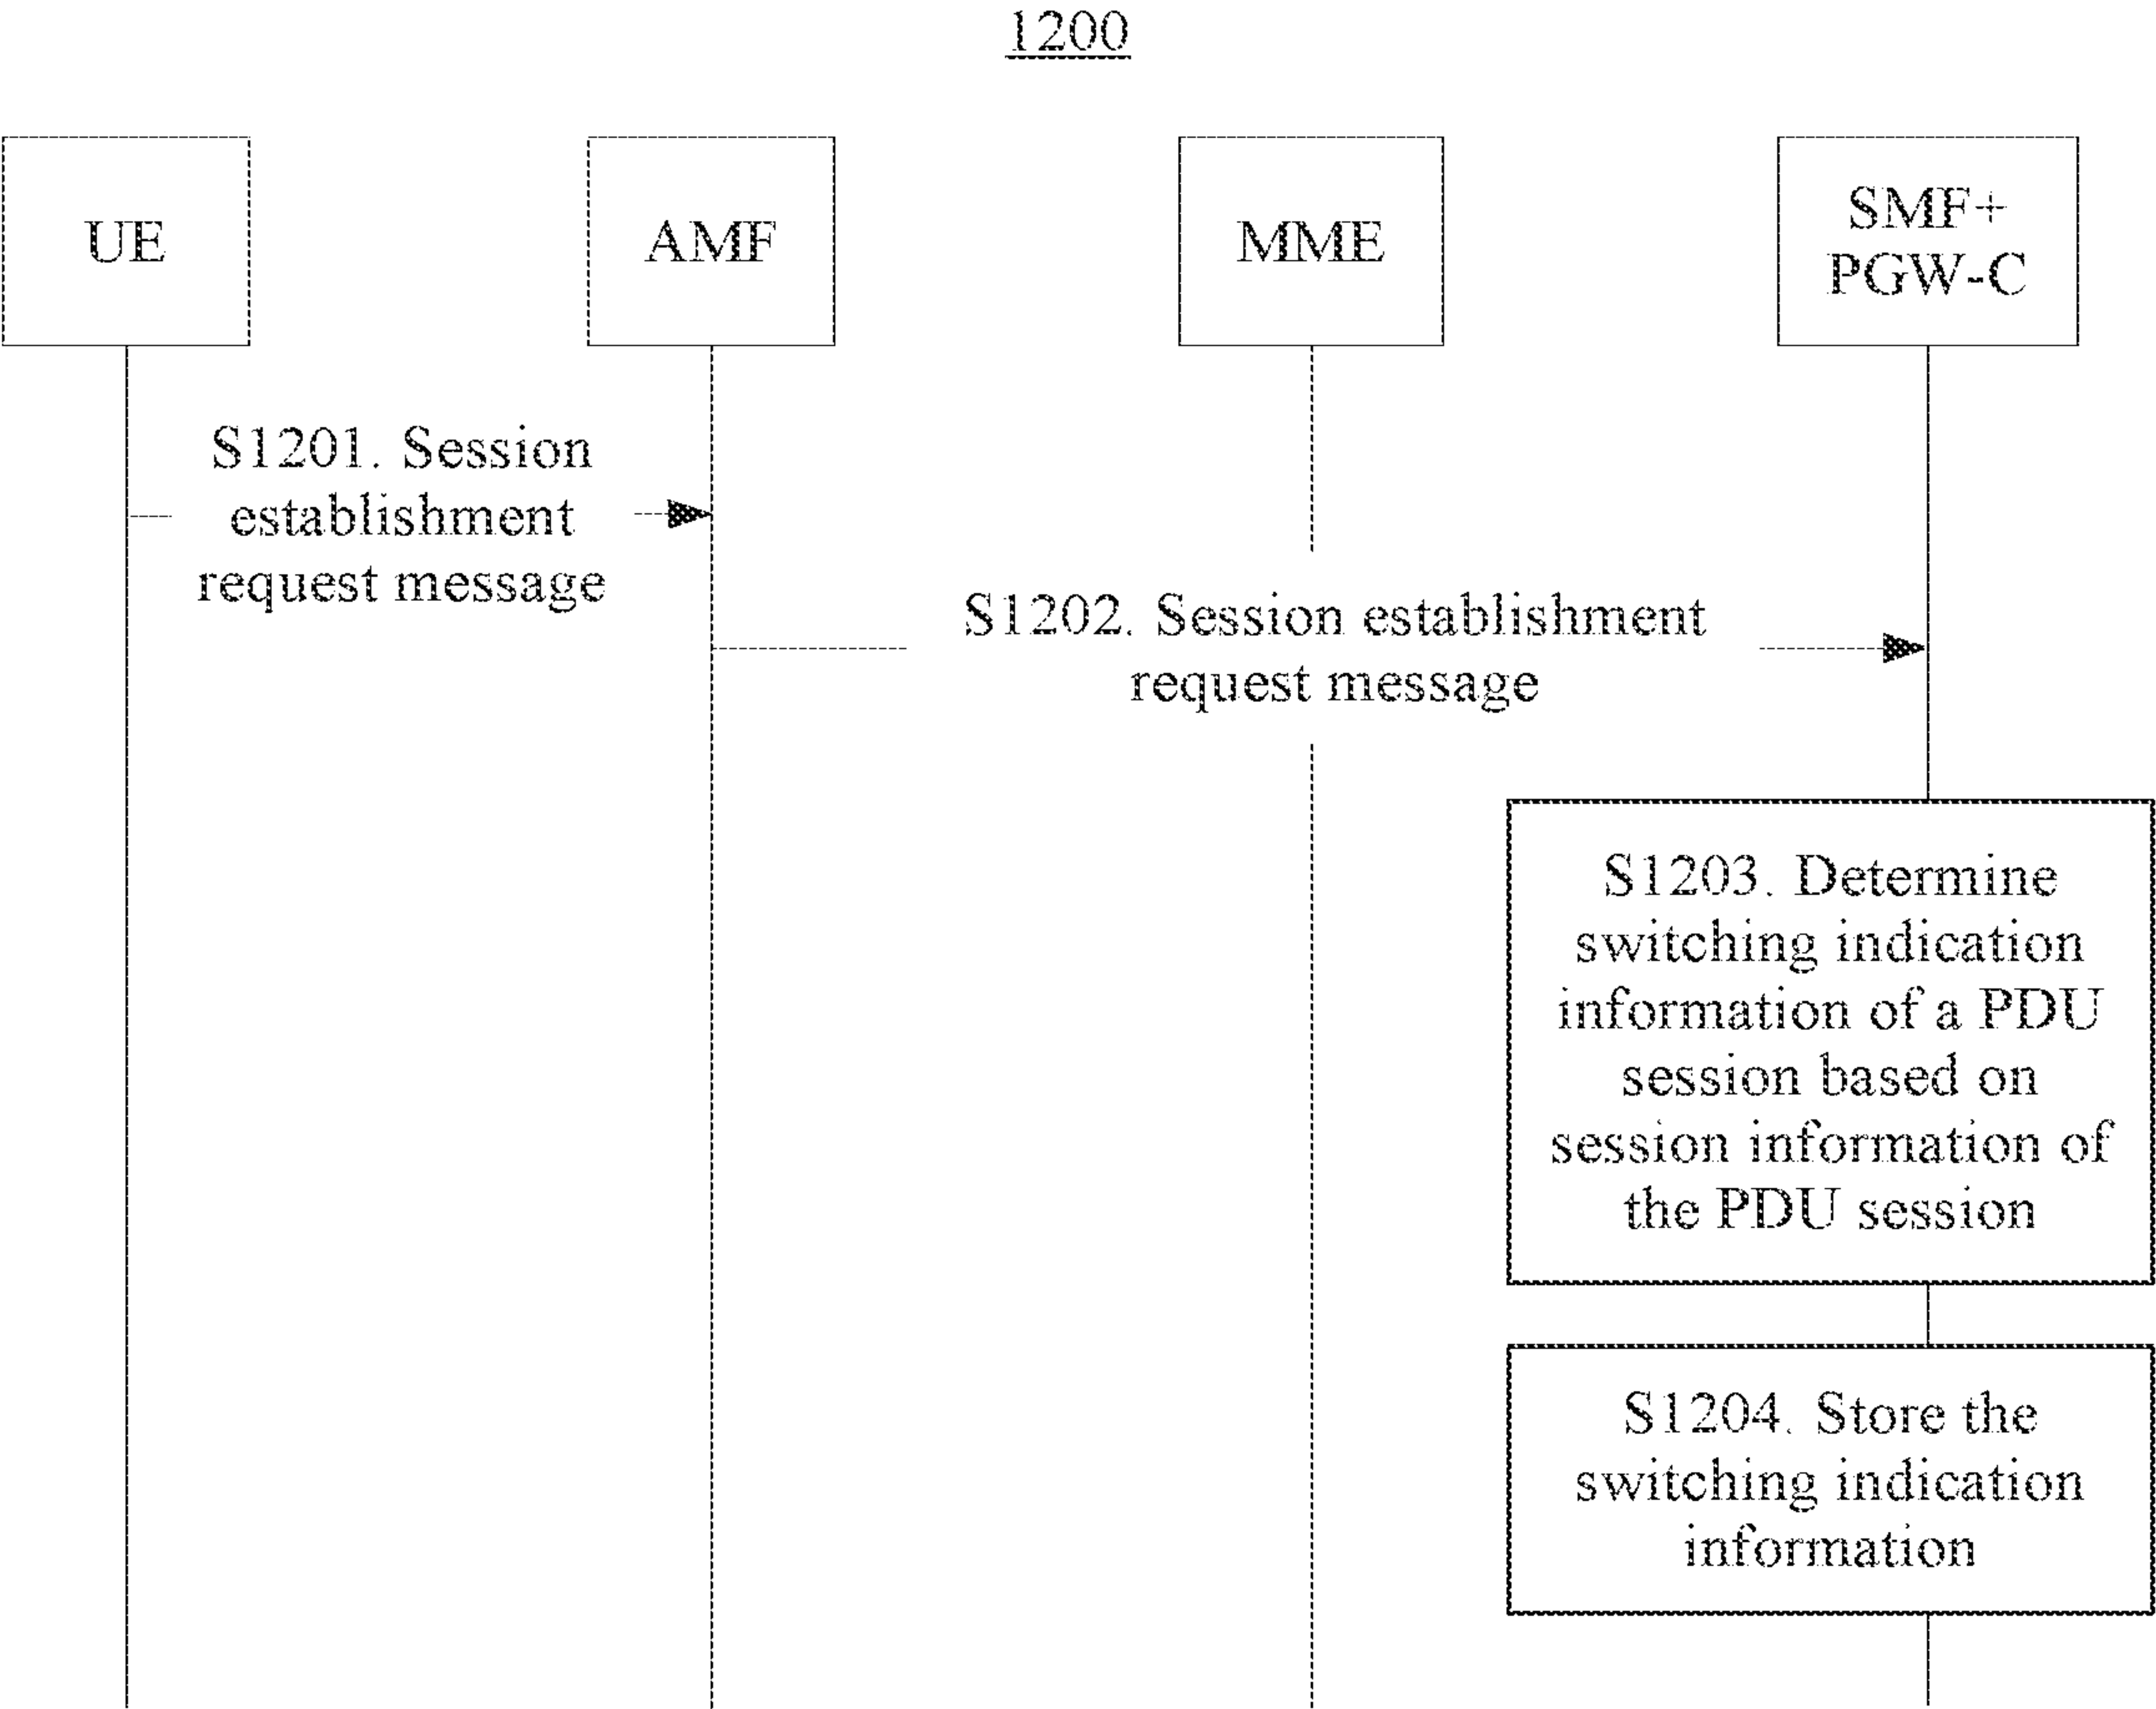 1200
UE
AMF
MME
SMF+
PGW-C
S1201. Session
establishment
request message
S1202. Session establishment
request message
S1203. Determine
switching indication
information of a PDU
session based on
session information of
the PDU session
S1204. Store the
switching indication
information